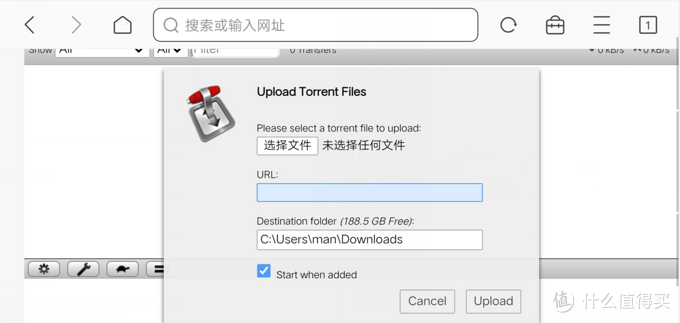 搜索或输入网址
1
Show All All Filter 0 Transfers 0 KB/s 0 KB/s
Upload Torrent Files
Please select a torrent file to upload:
选择文件 未选择任何文件
URL:
Destination folder (188.5 GB Free):
C:\Users\man\Downloads
Start when added
Cancel Upload
值 什么值得买